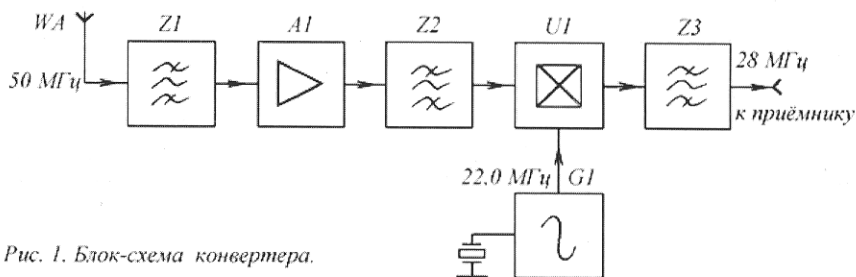 WA
Z1
A1
Z2
U1
Z3
50 МГц
28 МГц
к приёмнику
22,0 МГц
G1
Рис. 1. Блок-схема конвертера.